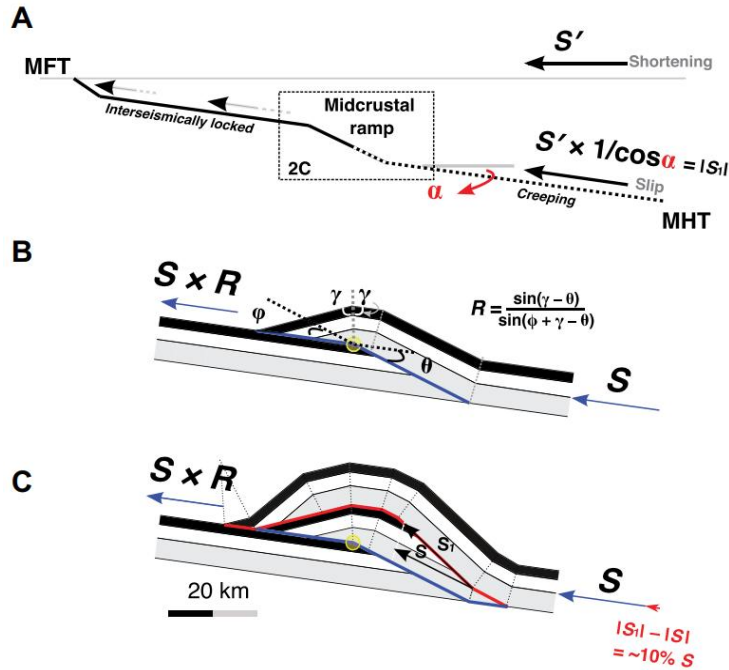 A
S′
Shortening
MFT
Interseismically locked
Midcrustal
ramp
2C
S′ × 1/cosα = |S₁|
Slip
α
Creeping
MHT
B
S × R
γ γ
φ
θ
R = sin(γ − θ) / sin(ϕ + γ − θ)
S
C
S × R
S₁
S
S
20 km
|S₁| − |S|
= ~10% S